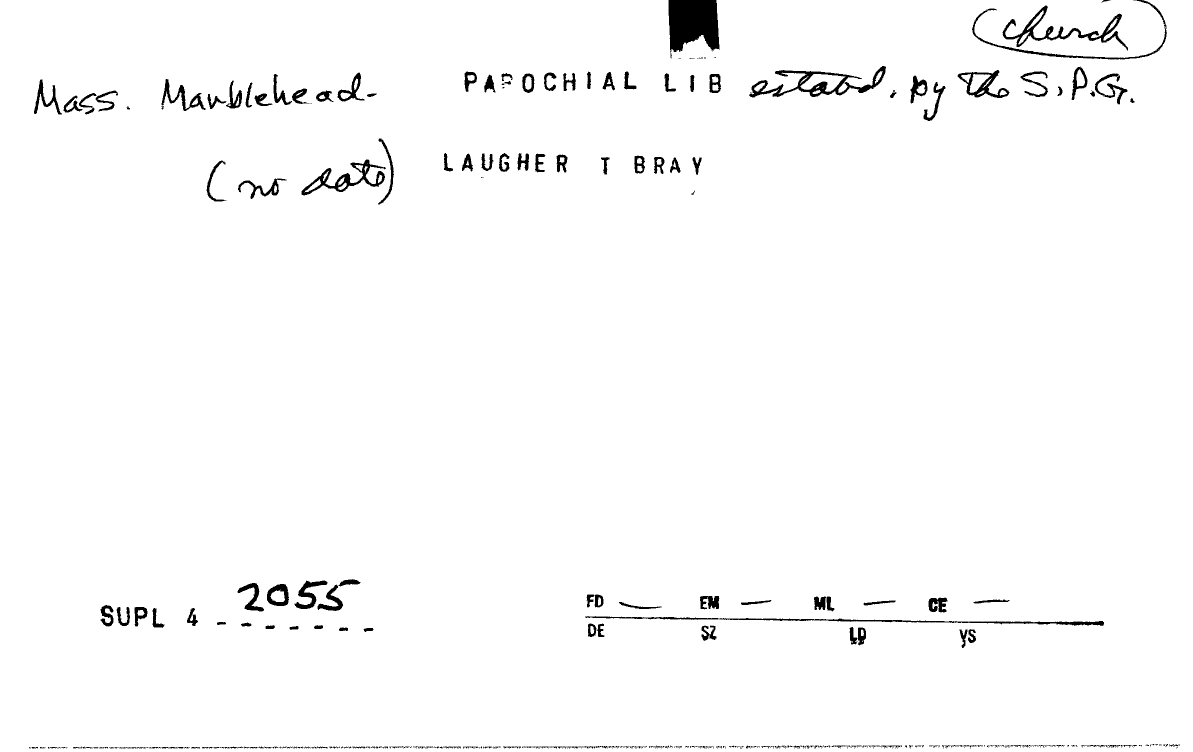 church
Mass. Marblehead- PAROCHIAL LIB estabd. by the S.P.G.
(no date) LAUGHER T BRAY
SUPL 4 2055
FD — EM — ML — CE —
DE SZ LD YS